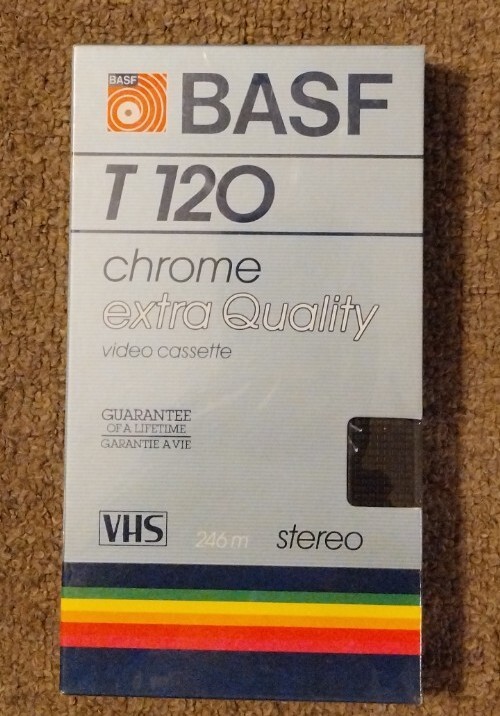 BASF
BASF
T 120
chrome
extra Quality
video cassette
GUARANTEE
OF A LIFETIME
GARANTIE A VIE
VHS 246 m stereo